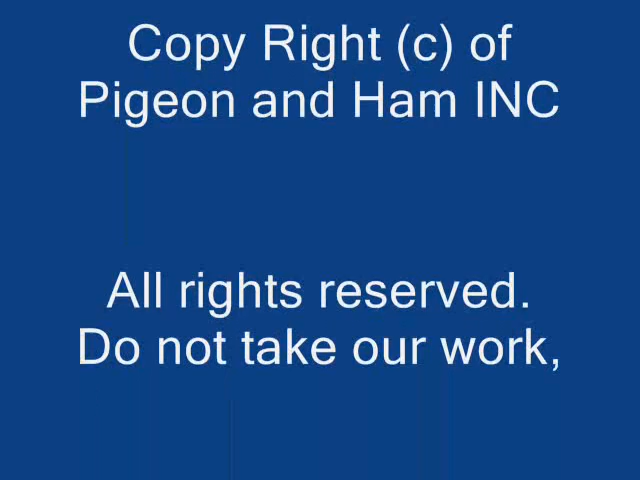 Copy Right (c) of
Pigeon and Ham INC
All rights reserved.
Do not take our work,